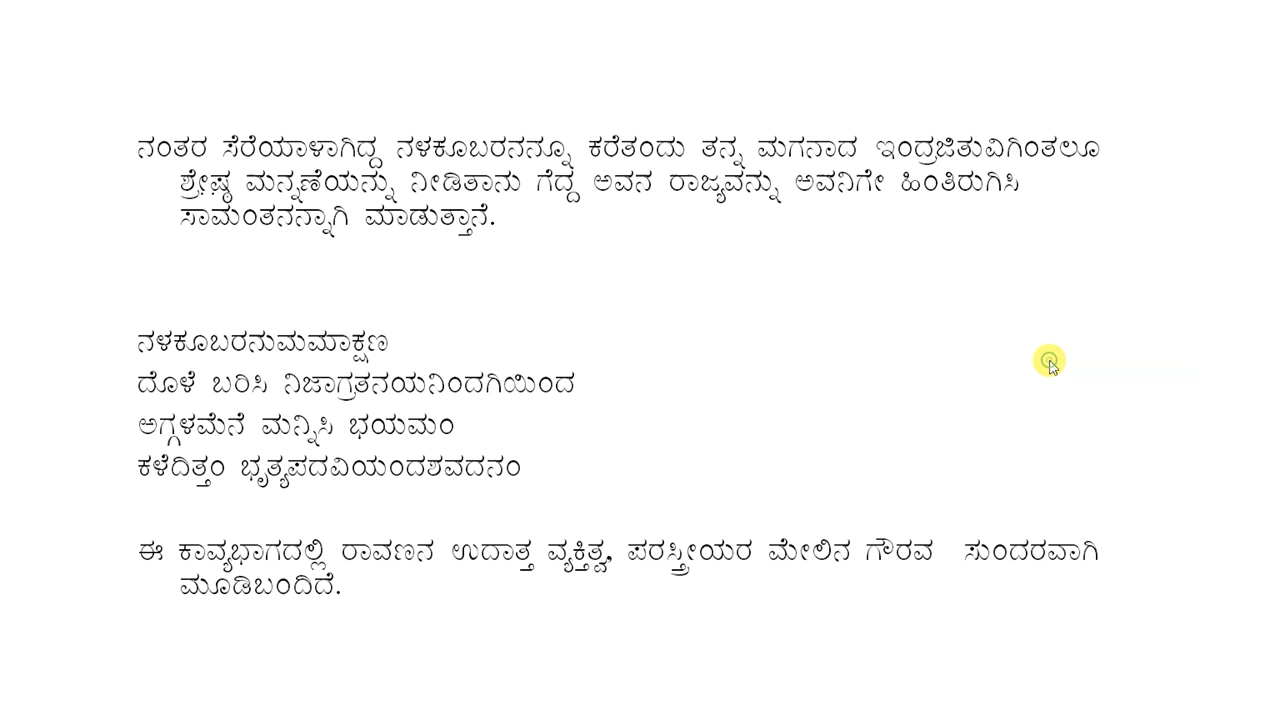 ನಂತರ ಸೆರೆಯಾಳಾಗಿದ್ದ ನಳಕೂಬರನನ್ನೂ ಕರೆತಂದು ತನ್ನ ಮಗನಾದ ಇಂದ್ರಜಿತುವಿಗಿಂತಲೂ
ಶ್ರೇಷ್ಠ ಮನ್ನಣೆಯನ್ನು ನೀಡಿತಾನು ಗೆದ್ದ ಅವನ ರಾಜ್ಯವನ್ನು ಅವನಿಗೇ ಹಿಂತಿರುಗಿಸಿ
ಸಾಮಂತನನ್ನಾಗಿ ಮಾಡುತ್ತಾನೆ.
ನಳಕೂಬರನುಮಮಾಕ್ಷಣ
ದೊಳೆ ಬರಿಸಿ ನಿಜಾಗ್ರತನಯನಿಂದಗಿಯಿಂದ
ಅಗ್ಗಳಮೆನೆ ಮನ್ನಿಸಿ ಭಯಮಂ
ಕಳೆದಿತ್ತಂ ಭೃತ್ಯಪದವಿಯಂದಶವದನಂ
ಈ ಕಾವ್ಯಭಾಗದಲ್ಲಿ ರಾವಣನ ಉದಾತ್ತ ವ್ಯಕ್ತಿತ್ವ, ಪರಸ್ತ್ರೀಯರ ಮೇಲಿನ ಗೌರವ ಸುಂದರವಾಗಿ
ಮೂಡಿಬಂದಿದೆ.